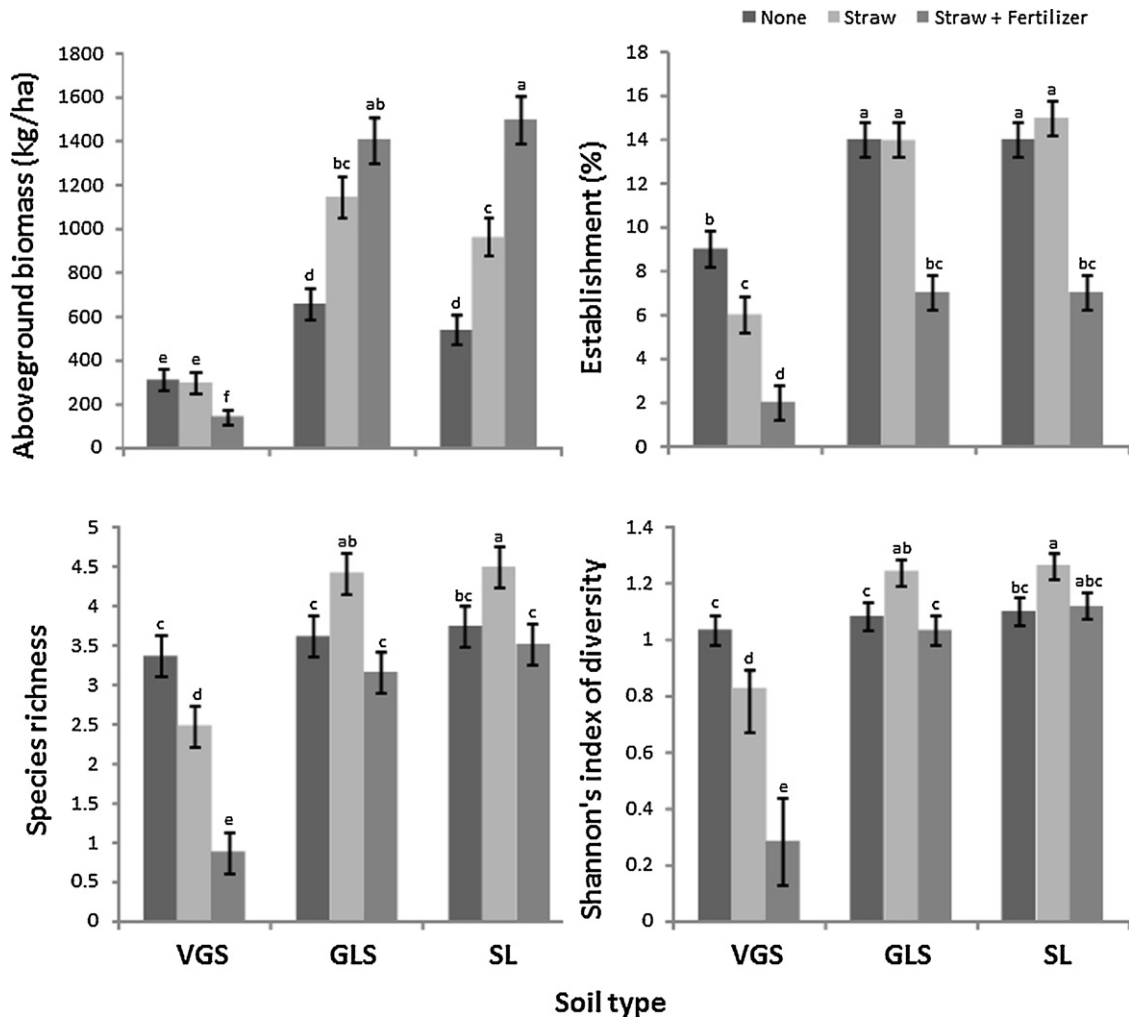 None Straw Straw + Fertilizer
Aboveground biomass (kg/ha)
1800
1600
1400
1200
1000
800
600
400
200
0
e e f
d bc ab
d c a
Establishment (%)
18
16
14
12
10
8
6
4
2
0
b c d
a a bc
a a bc
Species richness
5
4.5
4
3.5
3
2.5
2
1.5
1
0.5
0
c d e
c ab c
bc a c
VGS GLS SL
Shannon's index of diversity
1.4
1.2
1
0.8
0.6
0.4
0.2
0
c d e
c ab c
bc a abc
VGS GLS SL
Soil type